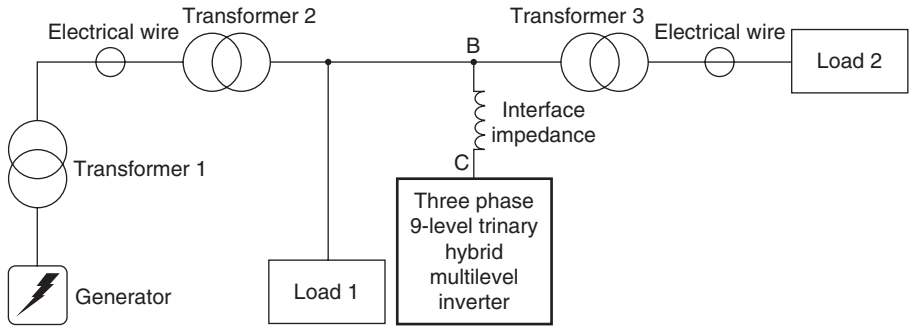 Transformer 2
Transformer 3
Electrical wire
B
Electrical wire
Load 2
Interface
impedance
C
Transformer 1
Three phase
9-level trinary
hybrid
multilevel
inverter
Generator
Load 1